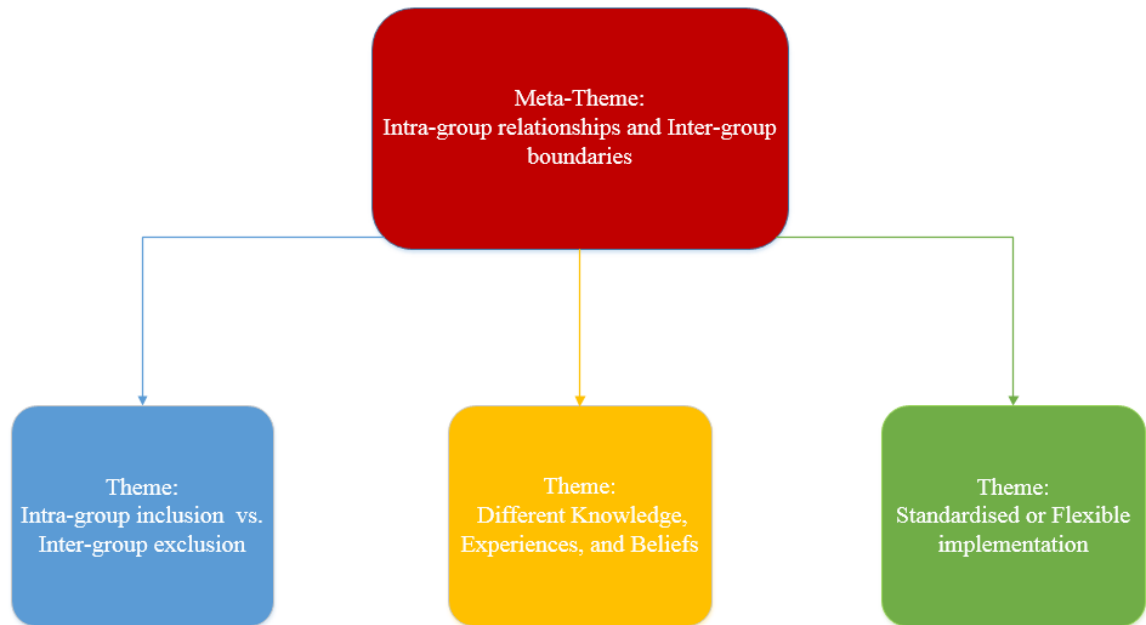 Meta-Theme:
Intra-group relationships and Inter-group
boundaries
Theme:
Intra-group inclusion vs.
Inter-group exclusion
Theme:
Different Knowledge,
Experiences, and Beliefs
Theme:
Standardised or Flexible
implementation